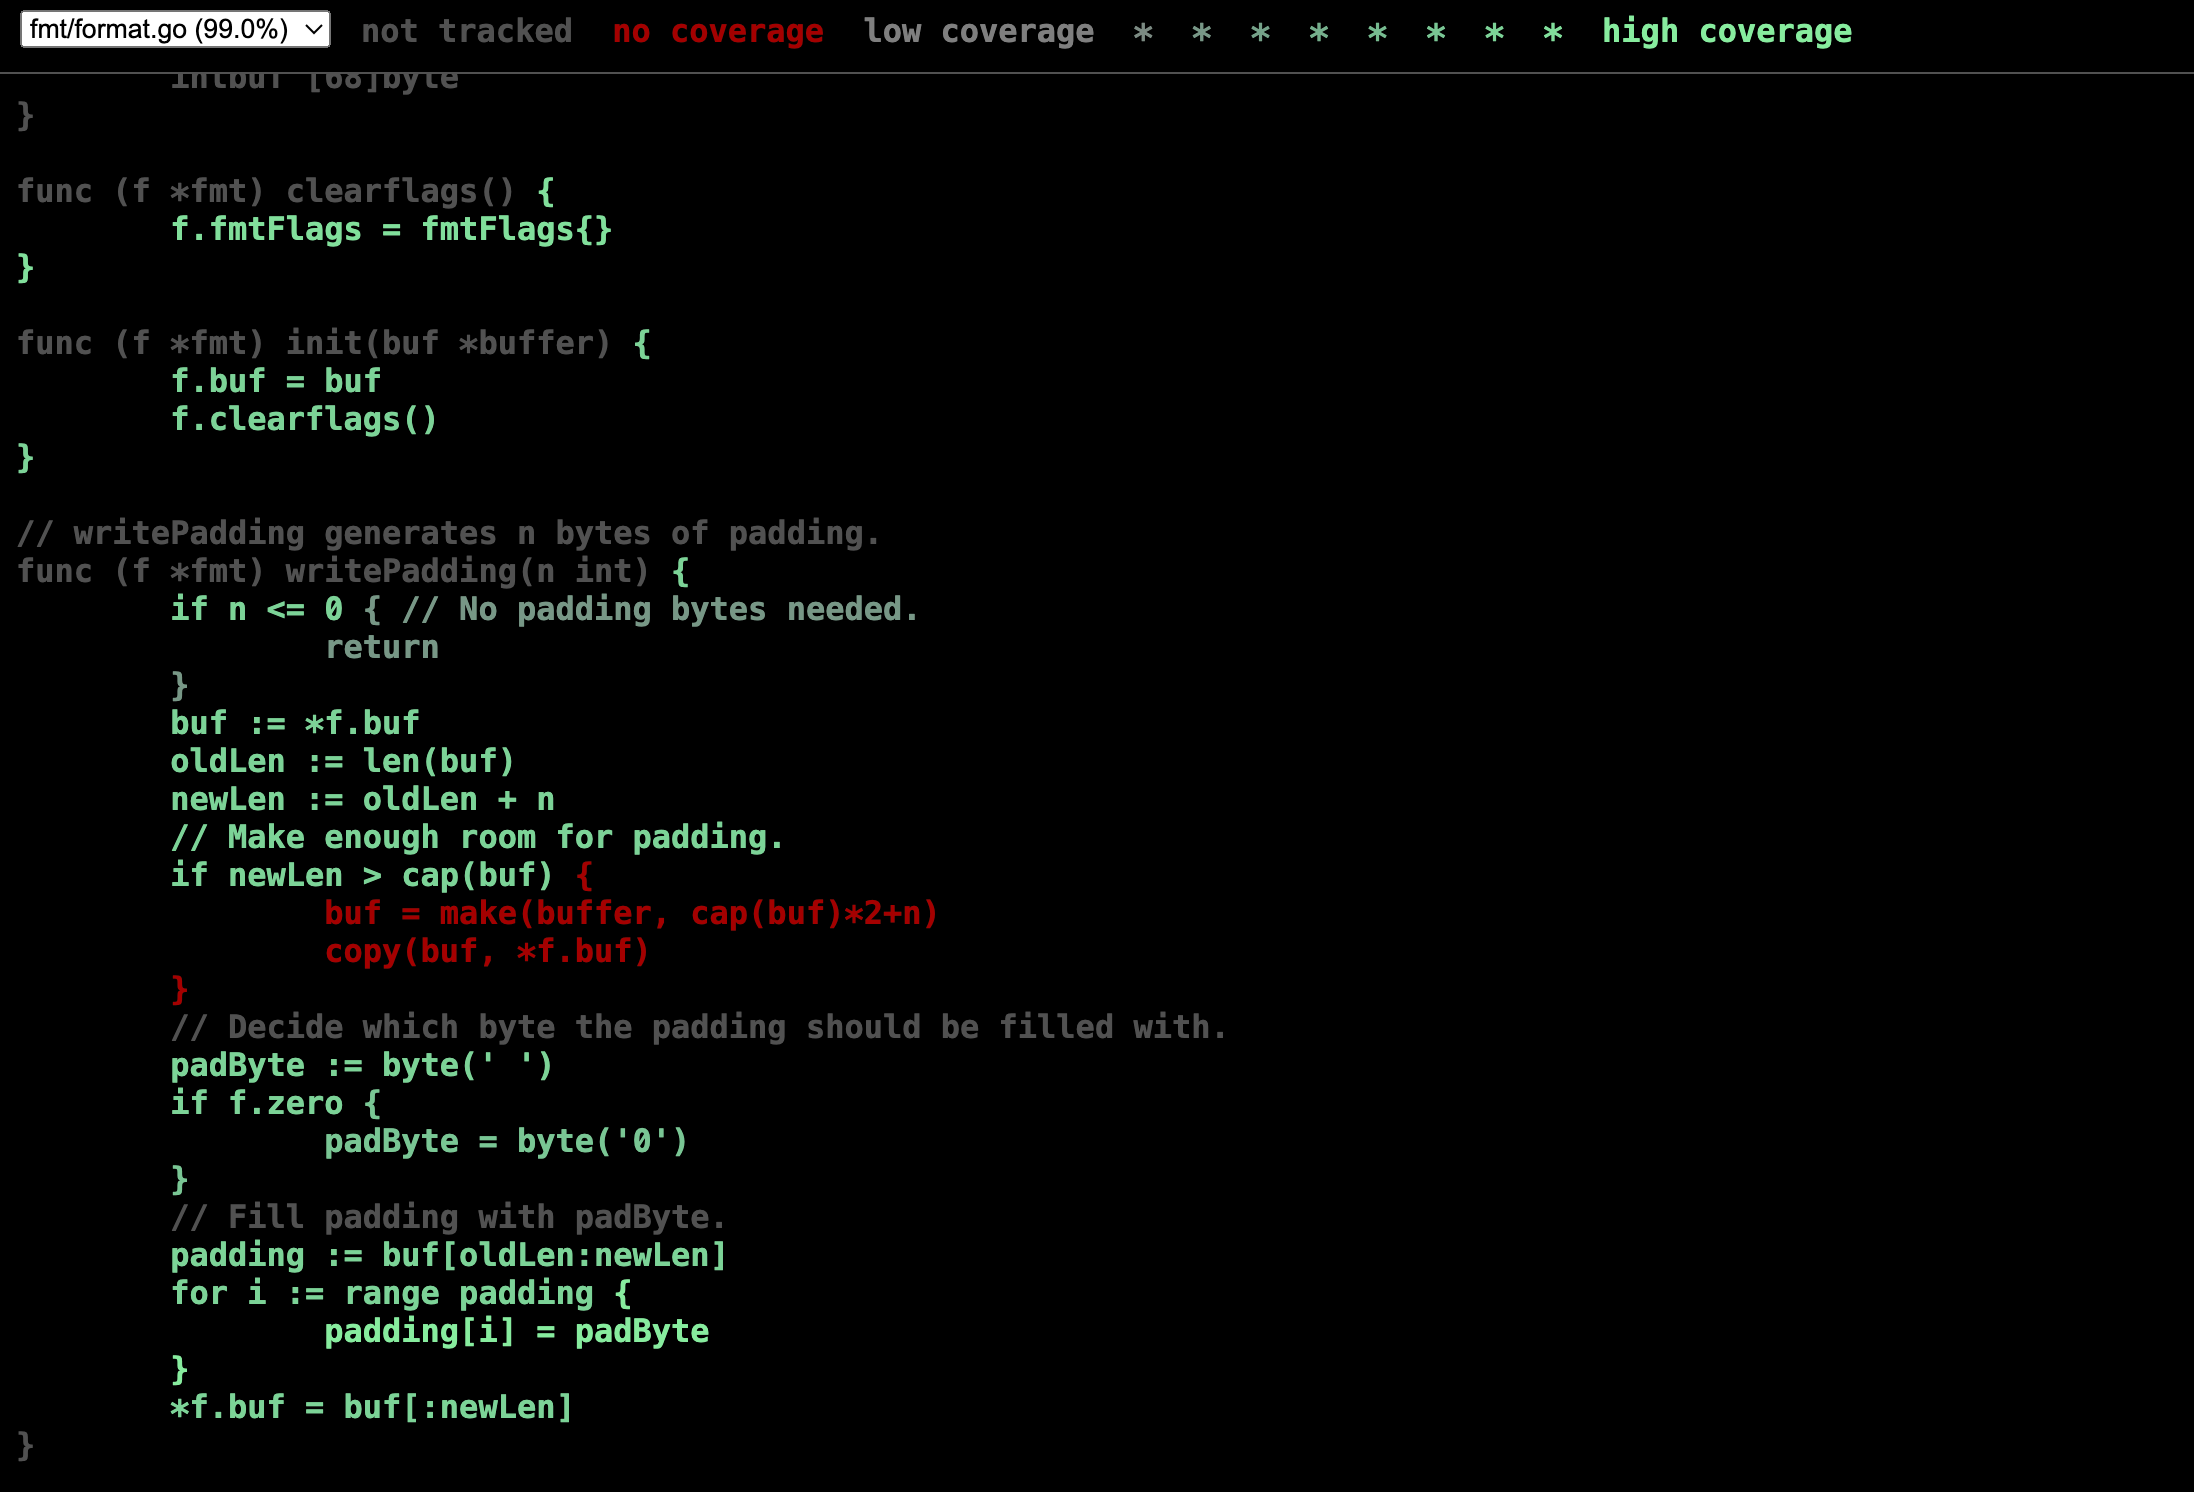 fmt/format.go (99.0%) not tracked no coverage low coverage * * * * * * * * high coverage
intbuf [68]byte
}
func (f *fmt) clearflags() {
f.fmtFlags = fmtFlags{}
}
func (f *fmt) init(buf *buffer) {
f.buf = buf
f.clearflags()
}
// writePadding generates n bytes of padding.
func (f *fmt) writePadding(n int) {
if n <= 0 { // No padding bytes needed.
return
}
buf := *f.buf
oldLen := len(buf)
newLen := oldLen + n
// Make enough room for padding.
if newLen > cap(buf) {
buf = make(buffer, cap(buf)*2+n)
copy(buf, *f.buf)
}
// Decide which byte the padding should be filled with.
padByte := byte(' ')
if f.zero {
padByte = byte('0')
}
// Fill padding with padByte.
padding := buf[oldLen:newLen]
for i := range padding {
padding[i] = padByte
}
*f.buf = buf[:newLen]
}